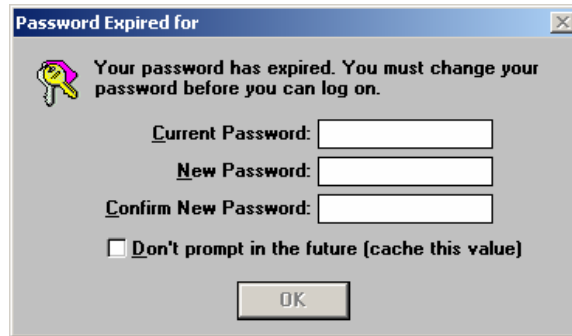 Password Expired for
Your password has expired. You must change your
password before you can log on.
Current Password:
New Password:
Confirm New Password:
Don't prompt in the future (cache this value)
OK